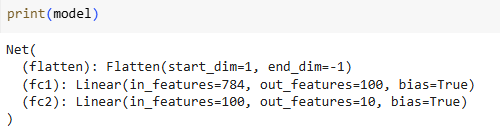 print(model)
Net(
  (flatten): Flatten(start_dim=1, end_dim=-1)
  (fc1): Linear(in_features=784, out_features=100, bias=True)
  (fc2): Linear(in_features=100, out_features=10, bias=True)
)